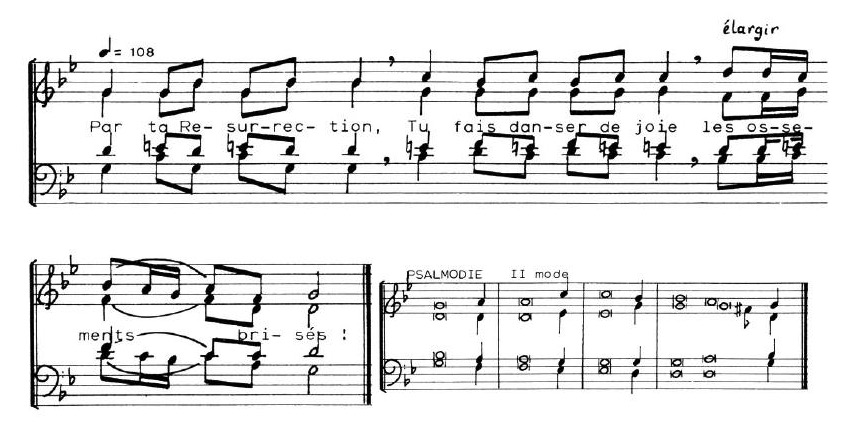 élargir
♩= 108
Par ta Re- sur-rec- tion, Tu fais dan-ser de joie les os-se-
PSALMODIE II mode
ments bri- sés !